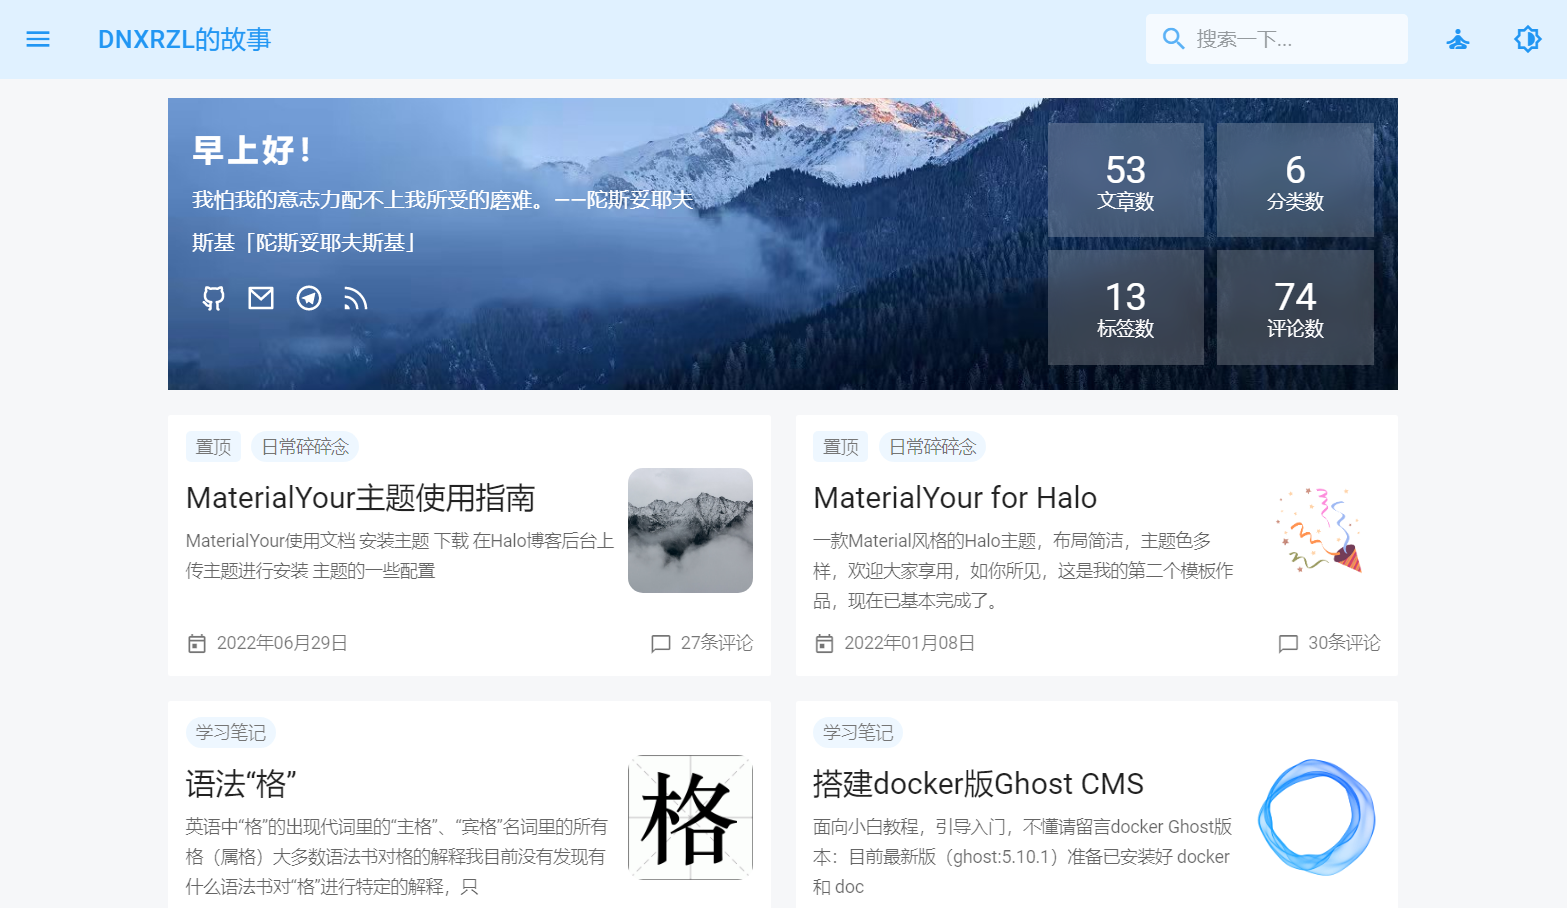 DNXRZL的故事
搜索一下...
早上好！
我怕我的意志力配不上我所受的磨难。——陀斯妥耶夫
斯基「陀斯妥耶夫斯基」
53
文章数
6
分类数
13
标签数
74
评论数
置顶 日常碎碎念
MaterialYour主题使用指南
MaterialYour使用文档 安装主题 下载 在Halo博客后台上
传主题进行安装 主题的一些配置
2022年06月29日
27条评论
置顶 日常碎碎念
MaterialYour for Halo
一款Material风格的Halo主题，布局简洁，主题色多
样，欢迎大家享用，如你所见，这是我的第二个模板作
品，现在已基本完成了。
2022年01月08日
30条评论
学习笔记
语法“格”
英语中“格”的出现代词里的“主格”、“宾格”名词里的所有
格（属格）大多数语法书对格的解释我目前没有发现有
什么语法书对“格”进行特定的解释，只
格
学习笔记
搭建docker版Ghost CMS
面向小白教程，引导入门，不懂请留言docker Ghost版
本：目前最新版（ghost:5.10.1）准备已安装好 docker
和 doc